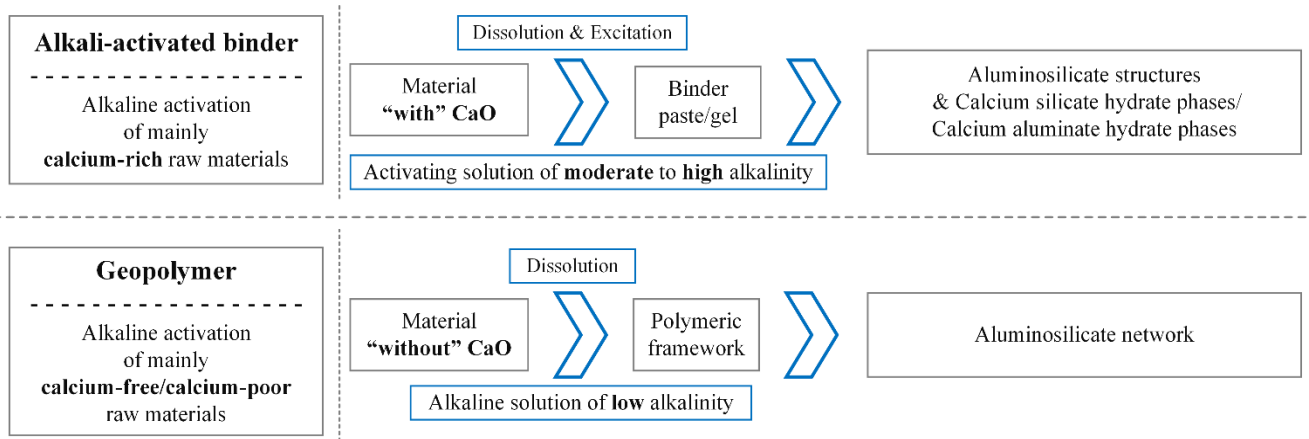 Alkali-activated binder
Alkaline activation
of mainly
calcium-rich raw materials
Dissolution & Excitation
Material
“with” CaO
Binder
paste/gel
Aluminosilicate structures
& Calcium silicate hydrate phases/
Calcium aluminate hydrate phases
Activating solution of moderate to high alkalinity
Geopolymer
Alkaline activation
of mainly
calcium-free/calcium-poor
raw materials
Dissolution
Material
“without” CaO
Polymeric
framework
Aluminosilicate network
Alkaline solution of low alkalinity